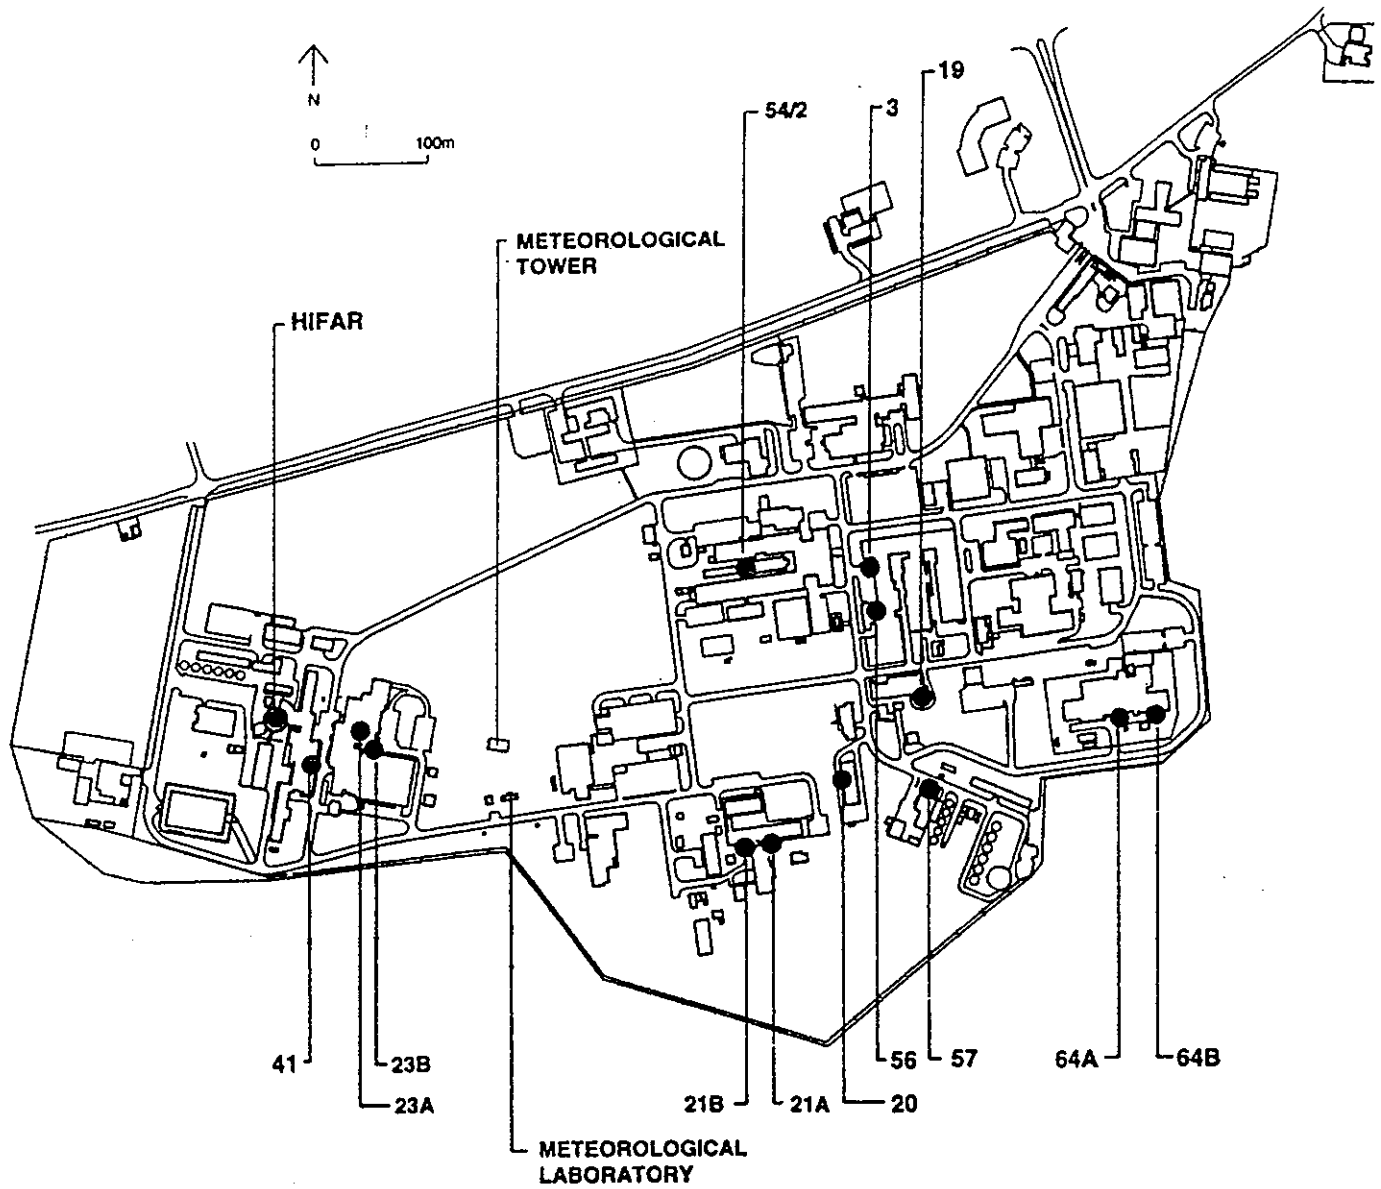 19
54/2
3
N
0
100m
METEOROLOGICAL
TOWER
HIFAR
41
23B
56
57
64A
64B
23A
21B
21A
20
METEOROLOGICAL
LABORATORY